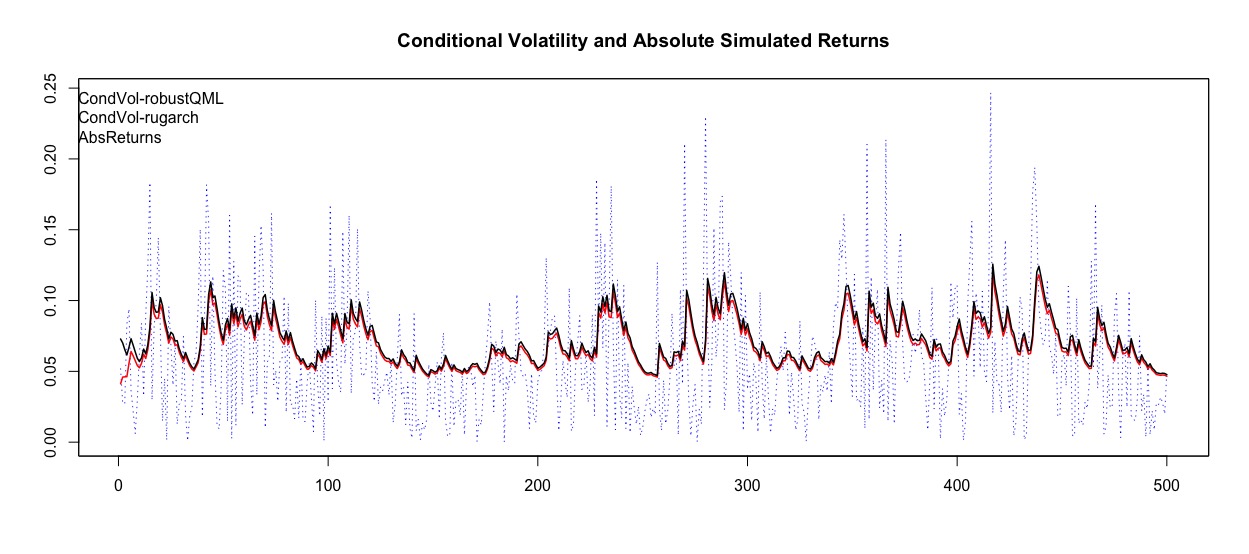 Conditional Volatility and Absolute Simulated Returns
0.25
CondVol-robustQML
CondVol-rugarch
AbsReturns
0.20
0.15
0.10
0.05
0.00
0 100 200 300 400 500